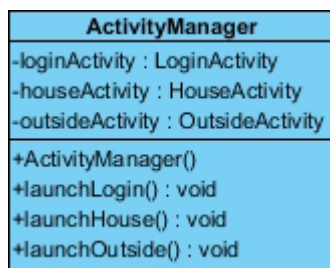 ActivityManager
-loginActivity : LoginActivity
-houseActivity : HouseActivity
-outsideActivity : OutsideActivity
+ActivityManager()
+launchLogin() : void
+launchHouse() : void
+launchOutside() : void